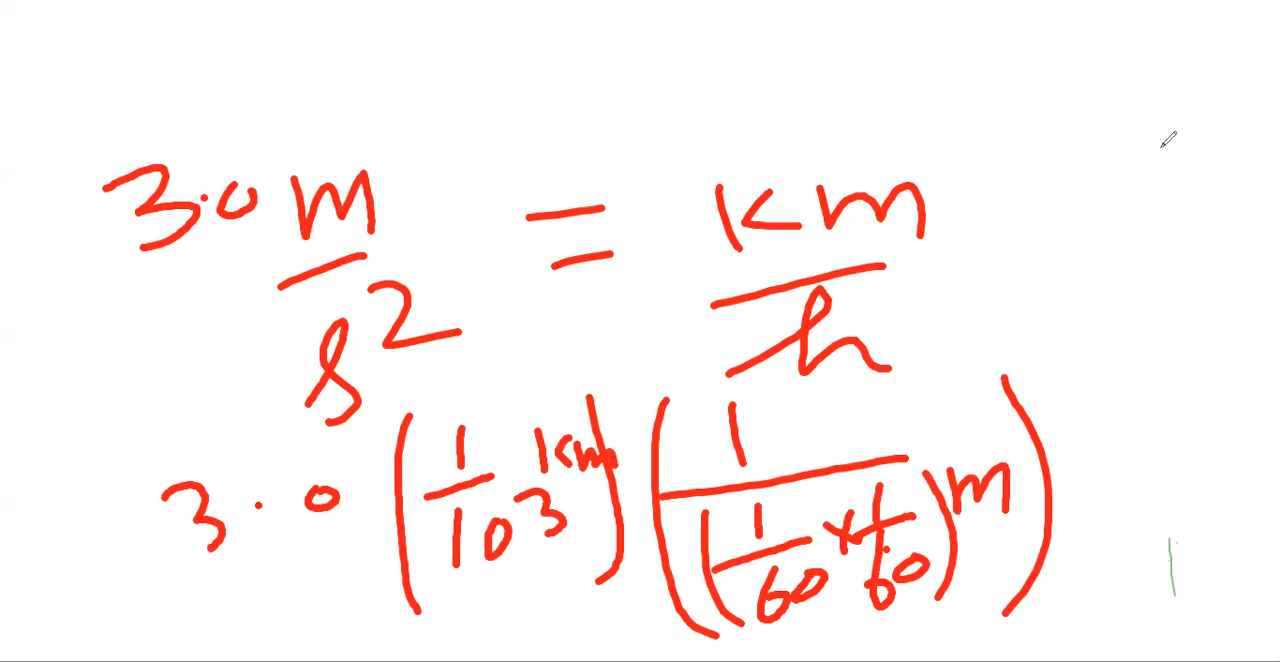 3.0 m/s² = km/h
3.0 (1/10³ km) (1/(1/60 × 1/60) m)